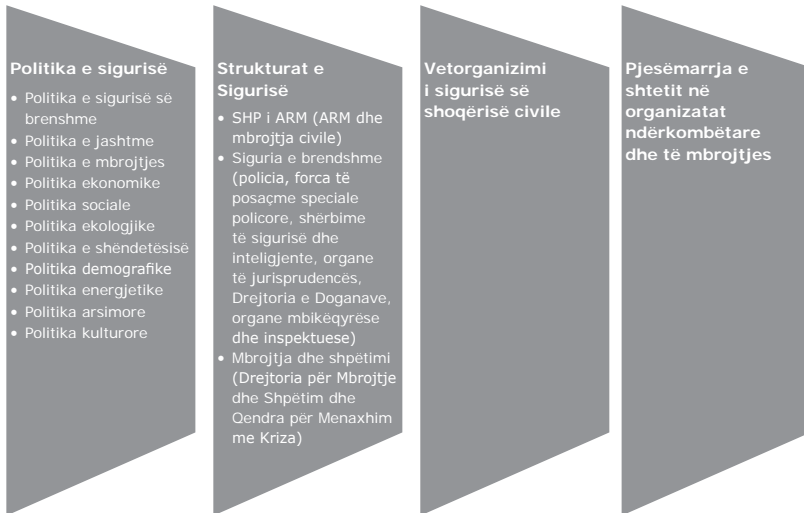 Politika e sigurisë
• Politika e sigurisë së
brenshme
• Politika e jashtme
• Politika e mbrojtjes
• Politika ekonomike
• Politika sociale
• Politika ekologjike
• Politika e shëndetësisë
• Politika demografike
• Politika energjetike
• Politika arsimore
• Politika kulturore
Strukturat e
Sigurisë
• SHP i ARM (ARM dhe
mbrojtja civile)
• Siguria e brendshme
(policia, forca të
posaçme speciale
policore, shërbime
të sigurisë dhe
inteligjente, organe
të jurisprudencës,
Drejtoria e Doganave,
organe mbikëqyrëse
dhe inspektuese)
• Mbrojtja dhe shpëtimi
(Drejtoria për Mbrojtje
dhe Shpëtim dhe
Qendra për Menaxhim
me Kriza)
Vetorganizimi
i sigurisë së
shoqërisë civile
Pjesëmarrja e
shtetit në
organizatat
ndërkombëtare
dhe të mbrojtjes